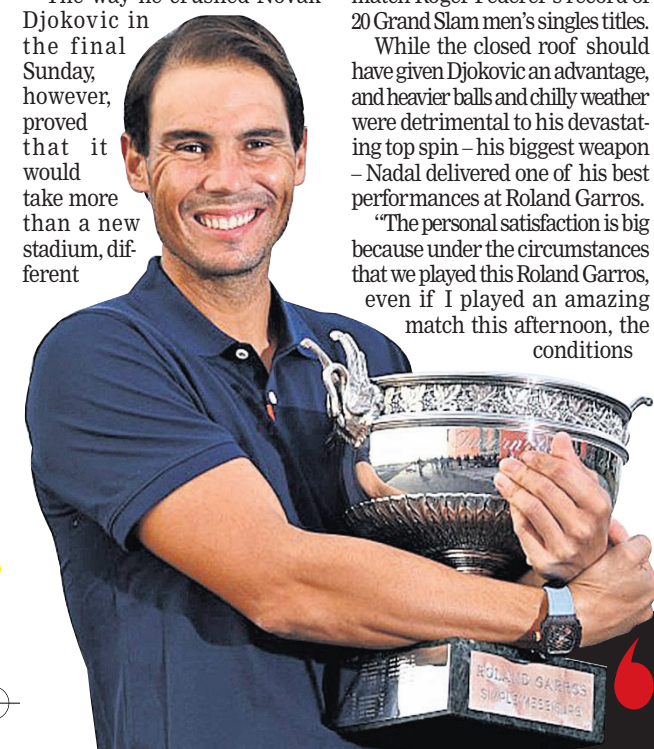 The way he crushed Novak
Djokovic in
the final
Sunday,
however,
proved
that it
would
take more
than a new
stadium, dif-
ferent
match Roger Federer's record of
20 Grand Slam men's singles titles.
While the closed roof should
have given Djokovic an advantage,
and heavier balls and chilly weather
were detrimental to his devastat-
ing top spin – his biggest weapon
– Nadal delivered one of his best
performances at Roland Garros.
“The personal satisfaction is big
because under the circumstances
that we played this Roland Garros,
even if I played an amazing
match this afternoon, the
conditions
ROLAND GARROS
SIMPLE MESSIEURS